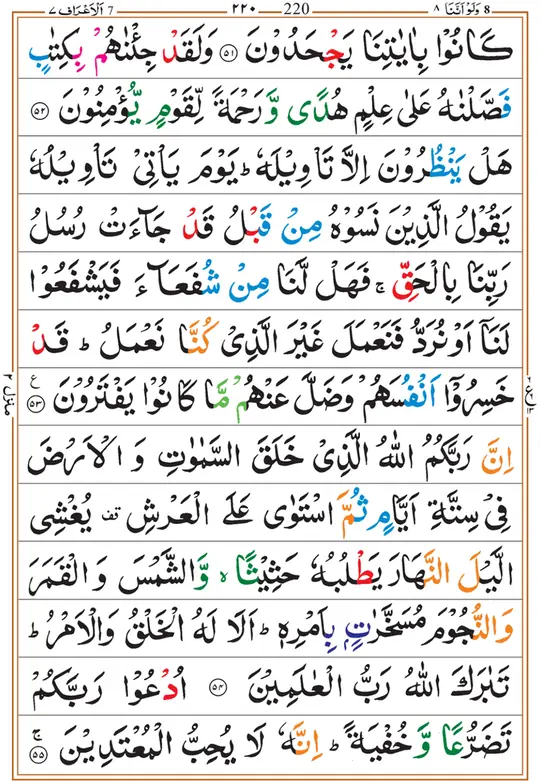 8 وَلَوْ اَنَّنَا ٨ 220 ٢٢٠ 7 اَلْاَعْرَاف ٧
كَانُوْا بِاٰيٰتِنَا يَجْحَدُوْنَ ﴿٥١﴾ وَلَقَدْ جِئْنٰهُمْ بِكِتٰبٍ
فَصَّلْنٰهُ عَلٰى عِلْمٍ هُدًى وَّ رَحْمَةً لِّقَوْمٍ يُّؤْمِنُوْنَ ﴿٥٢﴾
هَلْ يَنْظُرُوْنَ اِلَّا تَاْوِيْلَهٗ ؕ يَوْمَ يَاْتِىْ تَاْوِيْلُهٗ
يَقُوْلُ الَّذِيْنَ نَسُوْهُ مِنْ قَبْلُ قَدْ جَآءَتْ رُسُلُ
رَبِّنَا بِالْحَقِّ ۚ فَهَلْ لَّنَا مِنْ شُفَعَآءَ فَيَشْفَعُوْا
لَنَاۤ اَوْ نُرَدُّ فَنَعْمَلَ غَيْرَ الَّذِىْ كُنَّا نَعْمَلُ ؕ قَدْ
خَسِرُوْۤا اَنْفُسَهُمْ وَضَلَّ عَنْهُمْ مَّا كَانُوْا يَفْتَرُوْنَ ﴿٥٣﴾ ع
اِنَّ رَبَّكُمُ اللّٰهُ الَّذِىْ خَلَقَ السَّمٰوٰتِ وَ الْاَرْضَ
فِىْ سِتَّةِ اَيَّامٍ ثُمَّ اسْتَوٰى عَلَى الْعَرْشِ قف يُغْشِى
الَّيْلَ النَّهَارَ يَطْلُبُهٗ حَثِيْثًا ۙ وَّالشَّمْسَ وَ الْقَمَرَ
وَالنُّجُوْمَ مُسَخَّرٰتٍۢ بِاَمْرِهٖ ؕ اَلَا لَهُ الْخَلْقُ وَالْاَمْرُ ؕ
تَبٰرَكَ اللّٰهُ رَبُّ الْعٰلَمِيْنَ ﴿٥٤﴾ اُدْعُوْا رَبَّكُمْ
تَضَرُّعًا وَّ خُفْيَةً ؕ اِنَّهٗ لَا يُحِبُّ الْمُعْتَدِيْنَ ﴿٥٥﴾ ۚ
منزل ٢